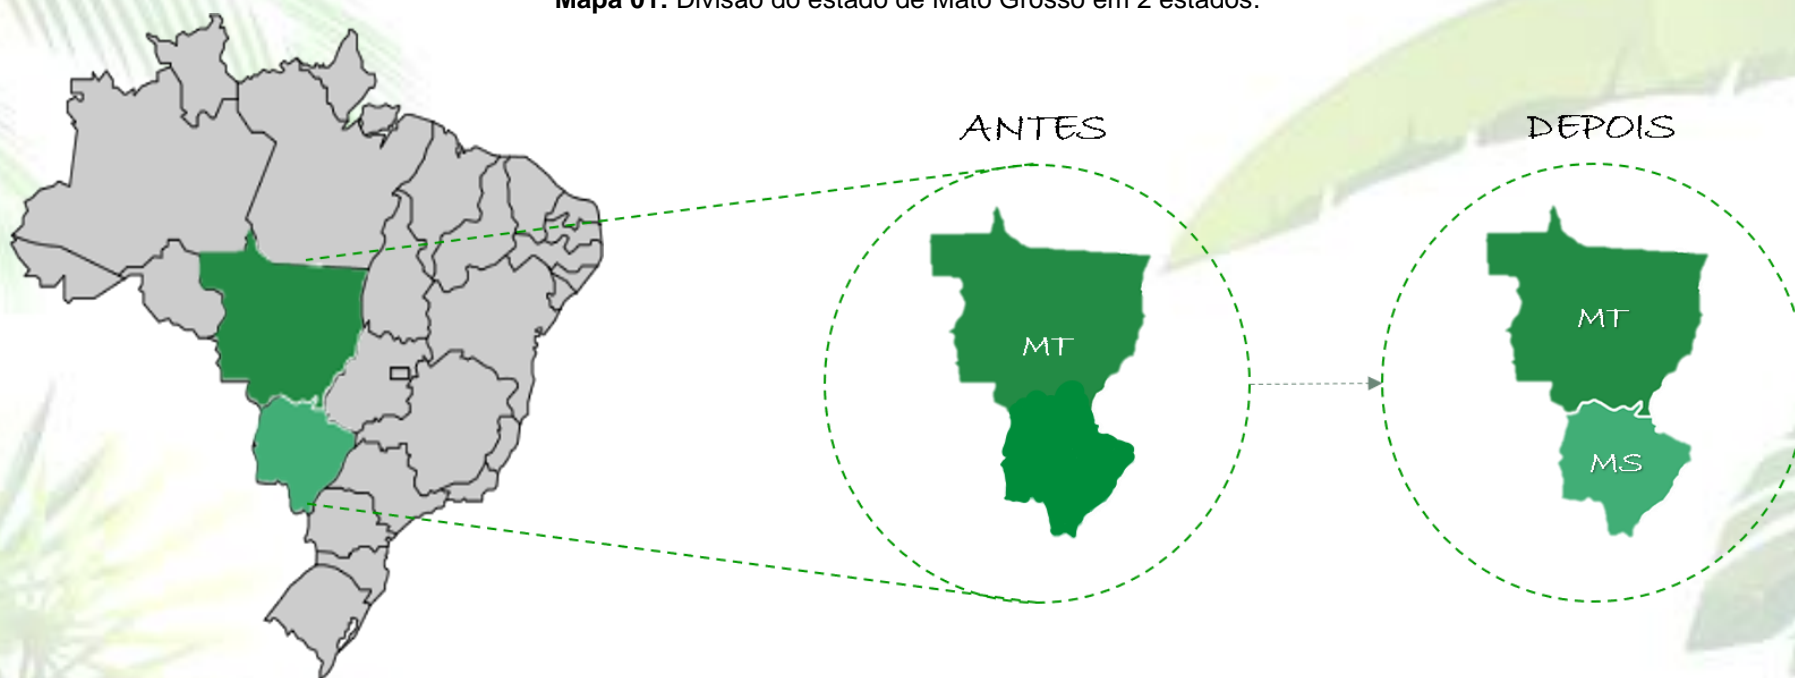 Mapa 01: Divisão do estado de Mato Grosso em 2 estados.
ANTES
DEPOIS
MT
MT
MS